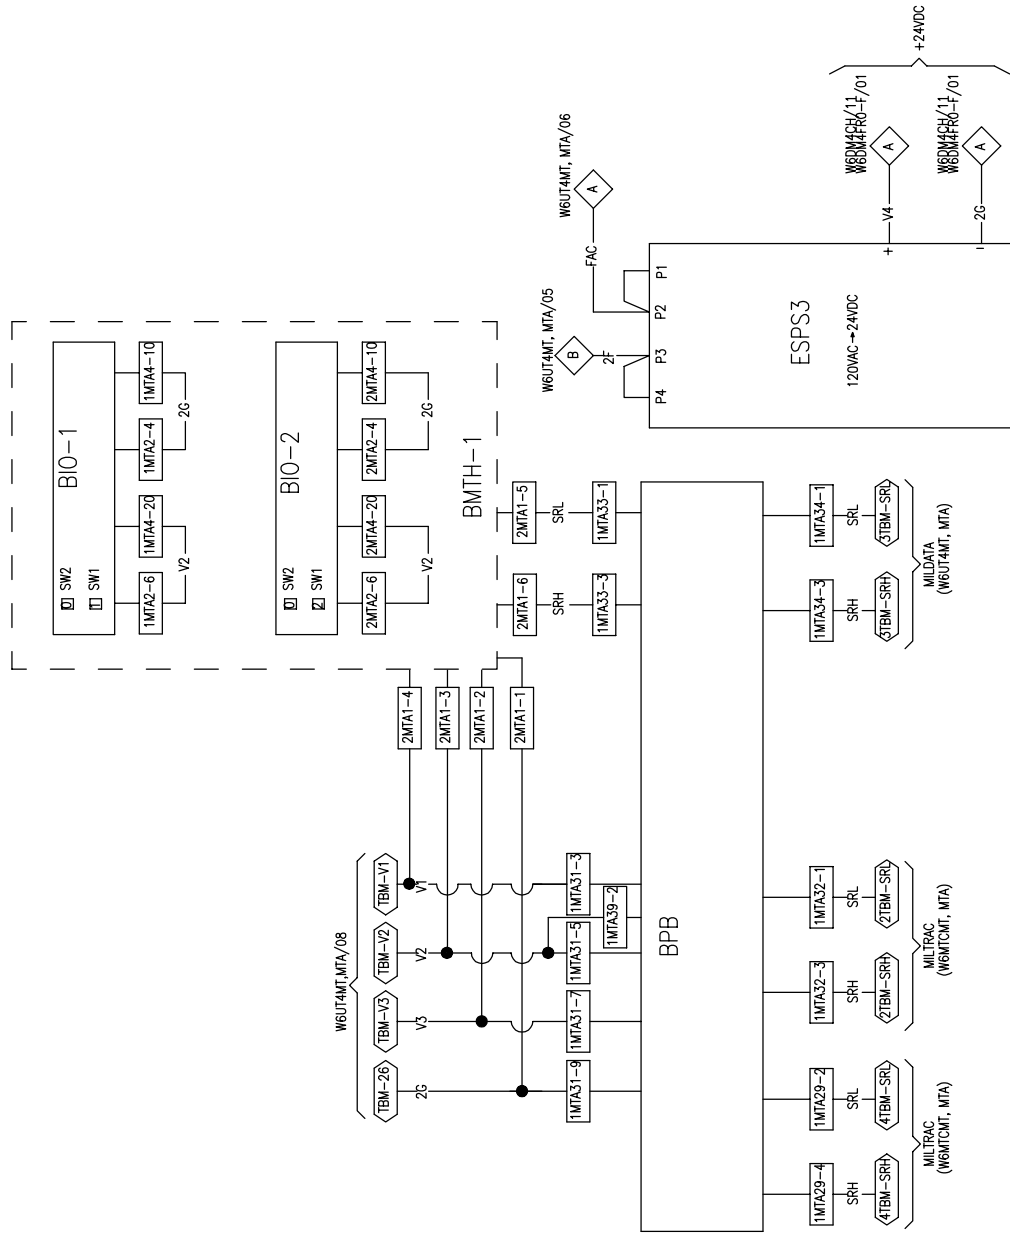 SW2
0
SW1
1
BIO-1
1MTA2-6
1MTA4-20
1MTA2-4
1MTA4-10
V2
2G
SW2
0
SW1
2
BIO-2
2MTA2-6
2MTA4-20
2MTA2-4
2MTA4-10
V2
2G
BMTH-1
W6UT4MT,MTA/08
TBM-26
TBM-V3
TBM-V2
TBM-V1
2G
V3
V2
V1
2MTA1-4
2MTA1-3
2MTA1-2
2MTA1-1
2MTA1-6
2MTA1-5
SRH
SRL
1MTA33-3
1MTA33-1
1MTA31-9
1MTA31-7
1MTA31-5
1MTA31-3
1MTA39-2
BPB
1MTA29-4
1MTA29-2
1MTA32-3
1MTA32-1
1MTA34-3
1MTA34-1
SRH
SRL
SRH
SRL
SRH
SRL
4TBM-SRH
4TBM-SRL
2TBM-SRH
2TBM-SRL
3TBM-SRH
3TBM-SRL
MILTRAC
(W6MTCMT, MTA)
MILTRAC
(W6MTCMT, MTA)
MILDATA
(W6UT4MT, MTA)
W6UT4MT, MTA/05
B
2F
W6UT4MT, MTA/06
A
FAC
P4
P3
P2
P1
ESPS3
120VAC→24VDC
+
V4
A
W6DM4CH/11
W6DM4FR0-F/01
-
2G
A
W6DM4CH/11
W6DM4FR0-F/01
+24VDC